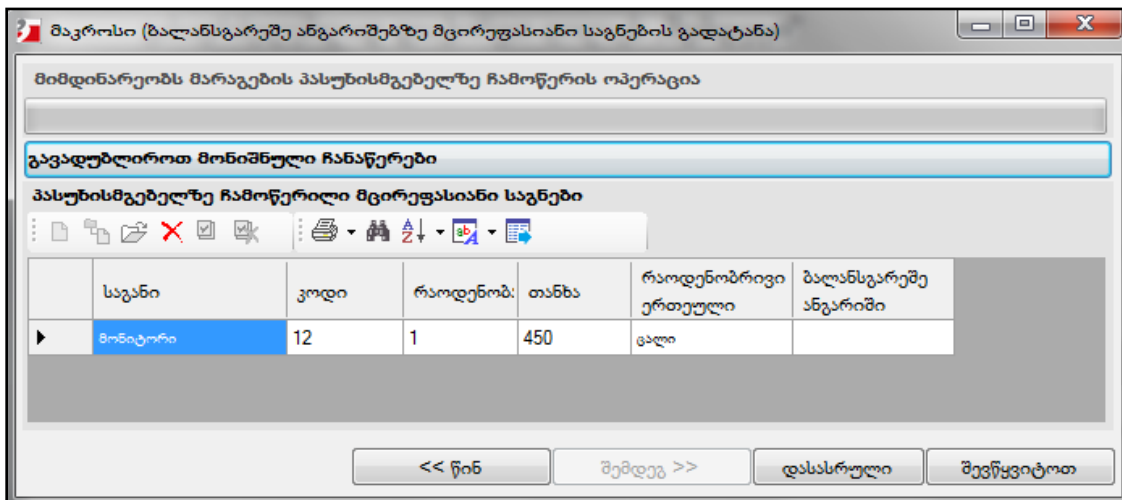 მაკროსი (ბალანსგარეშე ანგარიშებზე მცირეფასიანი საგნების გადატანა)
მიმდინარეობს მარაგების პასუხისმგებელზე ჩამოწერის ოპერაცია
გავადუბლიროთ მონიშნული ჩანაწერები
პასუხისმგებელზე ჩამოწერილი მცირეფასიანი საგნები
საგანი კოდი რაოდენობ: თანხა რაოდენობრივი ბალანსგარეშე
ერთეული ანგარიში
მონიტორი 12 1 450 ცალი
<< წინ შემდეგ >> დასასრული შევწყვიტოთ